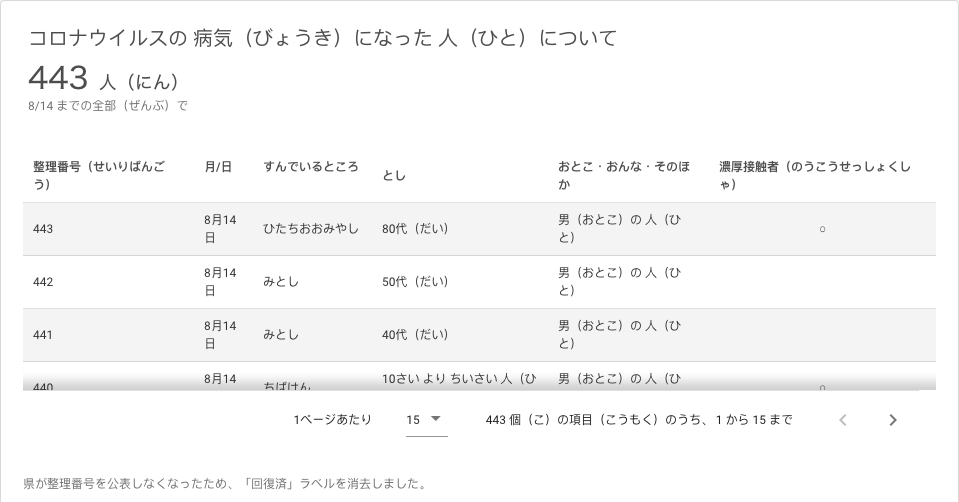 コロナウイルスの 病気（びょうき）になった 人（ひと）について
443 人（にん）
8/14 までの全部（ぜんぶ）で
整理番号（せいりばんごう） 月/日 すんでいるところ とし おとこ・おんな・そのほか 濃厚接触者（のうこうせっしょくしゃ）
443 8月14日 ひたちおおみやし 80代（だい） 男（おとこ）の 人（ひと） ○
442 8月14日 みとし 50代（だい） 男（おとこ）の 人（ひと）
441 8月14日 みとし 40代（だい） 男（おとこ）の 人（ひと）
440 8月14 ちばけん 10さい より ちいさい 人（ひ 男（おとこ）の 人（ひ ○
1ページあたり 15 443 個（こ）の項目（こうもく）のうち、1 から 15 まで
県が整理番号を公表しなくなったため、「回復済」ラベルを消去しました。